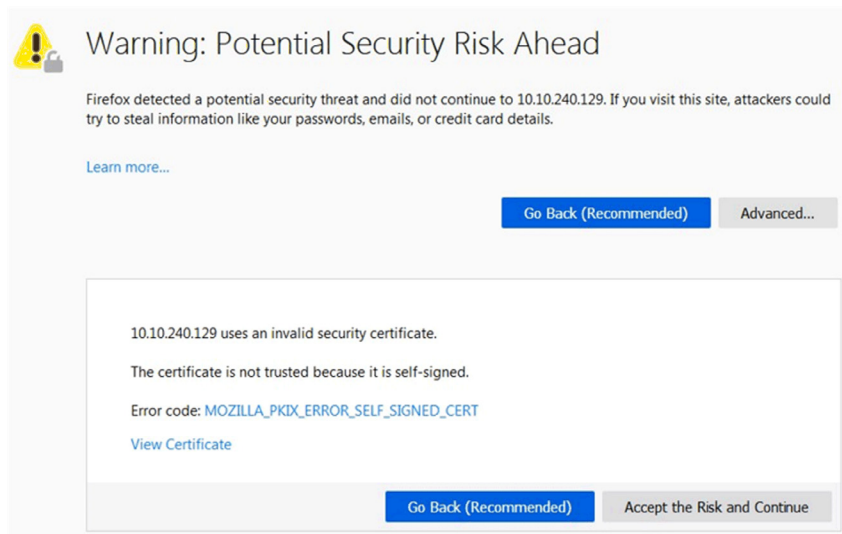 Warning: Potential Security Risk Ahead
Firefox detected a potential security threat and did not continue to 10.10.240.129. If you visit this site, attackers could
try to steal information like your passwords, emails, or credit card details.
Learn more...
Go Back (Recommended) Advanced...
10.10.240.129 uses an invalid security certificate.
The certificate is not trusted because it is self-signed.
Error code: MOZILLA_PKIX_ERROR_SELF_SIGNED_CERT
View Certificate
Go Back (Recommended) Accept the Risk and Continue